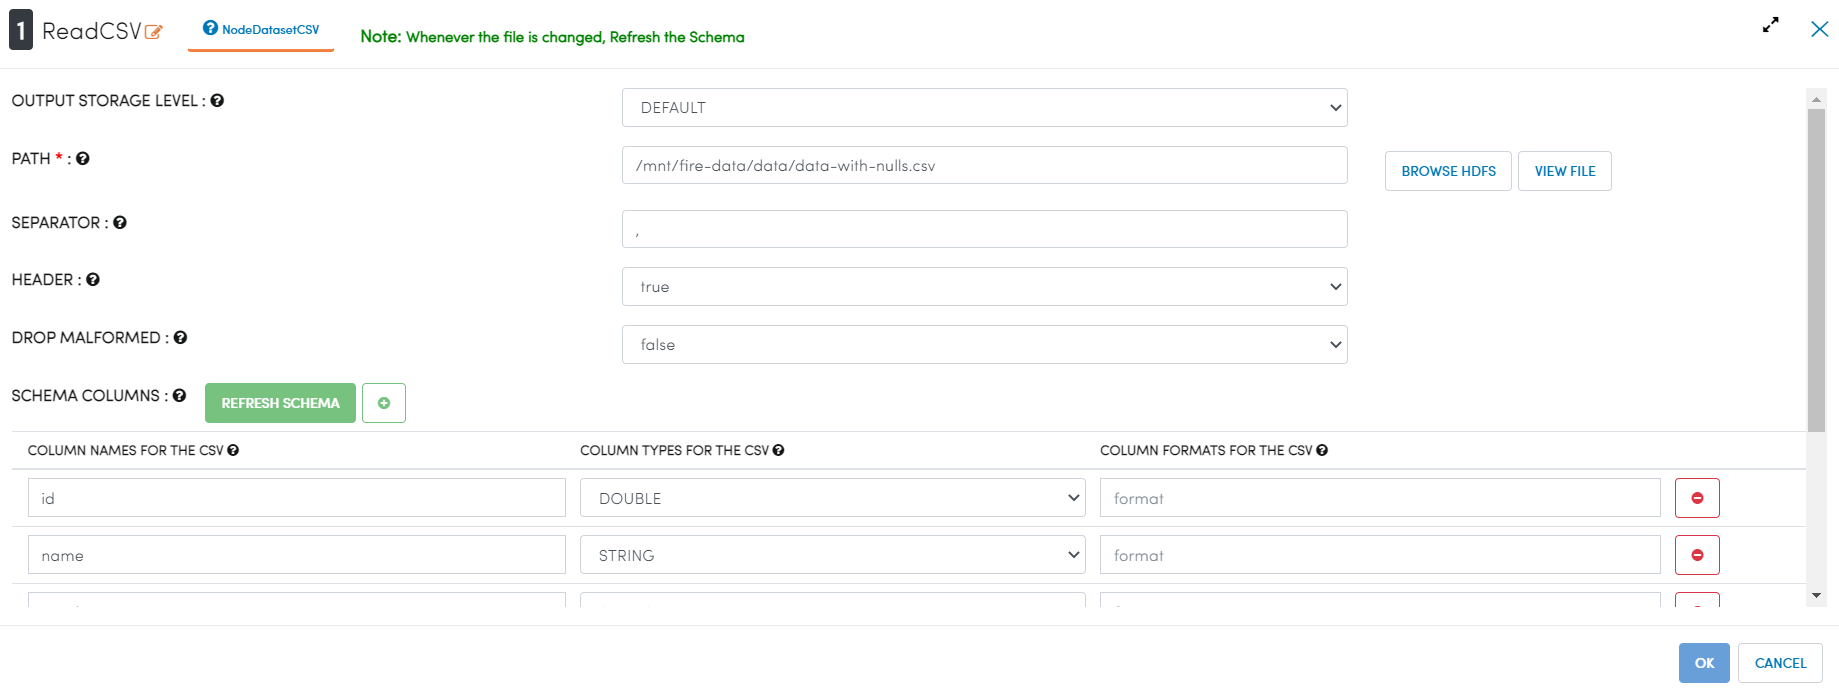 1 ReadCSV NodeDatasetCSV Note: Whenever the file is changed, Refresh the Schema
OUTPUT STORAGE LEVEL : DEFAULT
PATH * : /mnt/fire-data/data/data-with-nulls.csv BROWSE HDFS VIEW FILE
SEPARATOR : ,
HEADER : true
DROP MALFORMED : false
SCHEMA COLUMNS : REFRESH SCHEMA
COLUMN NAMES FOR THE CSV COLUMN TYPES FOR THE CSV COLUMN FORMATS FOR THE CSV
id DOUBLE format
name STRING format
OK CANCEL